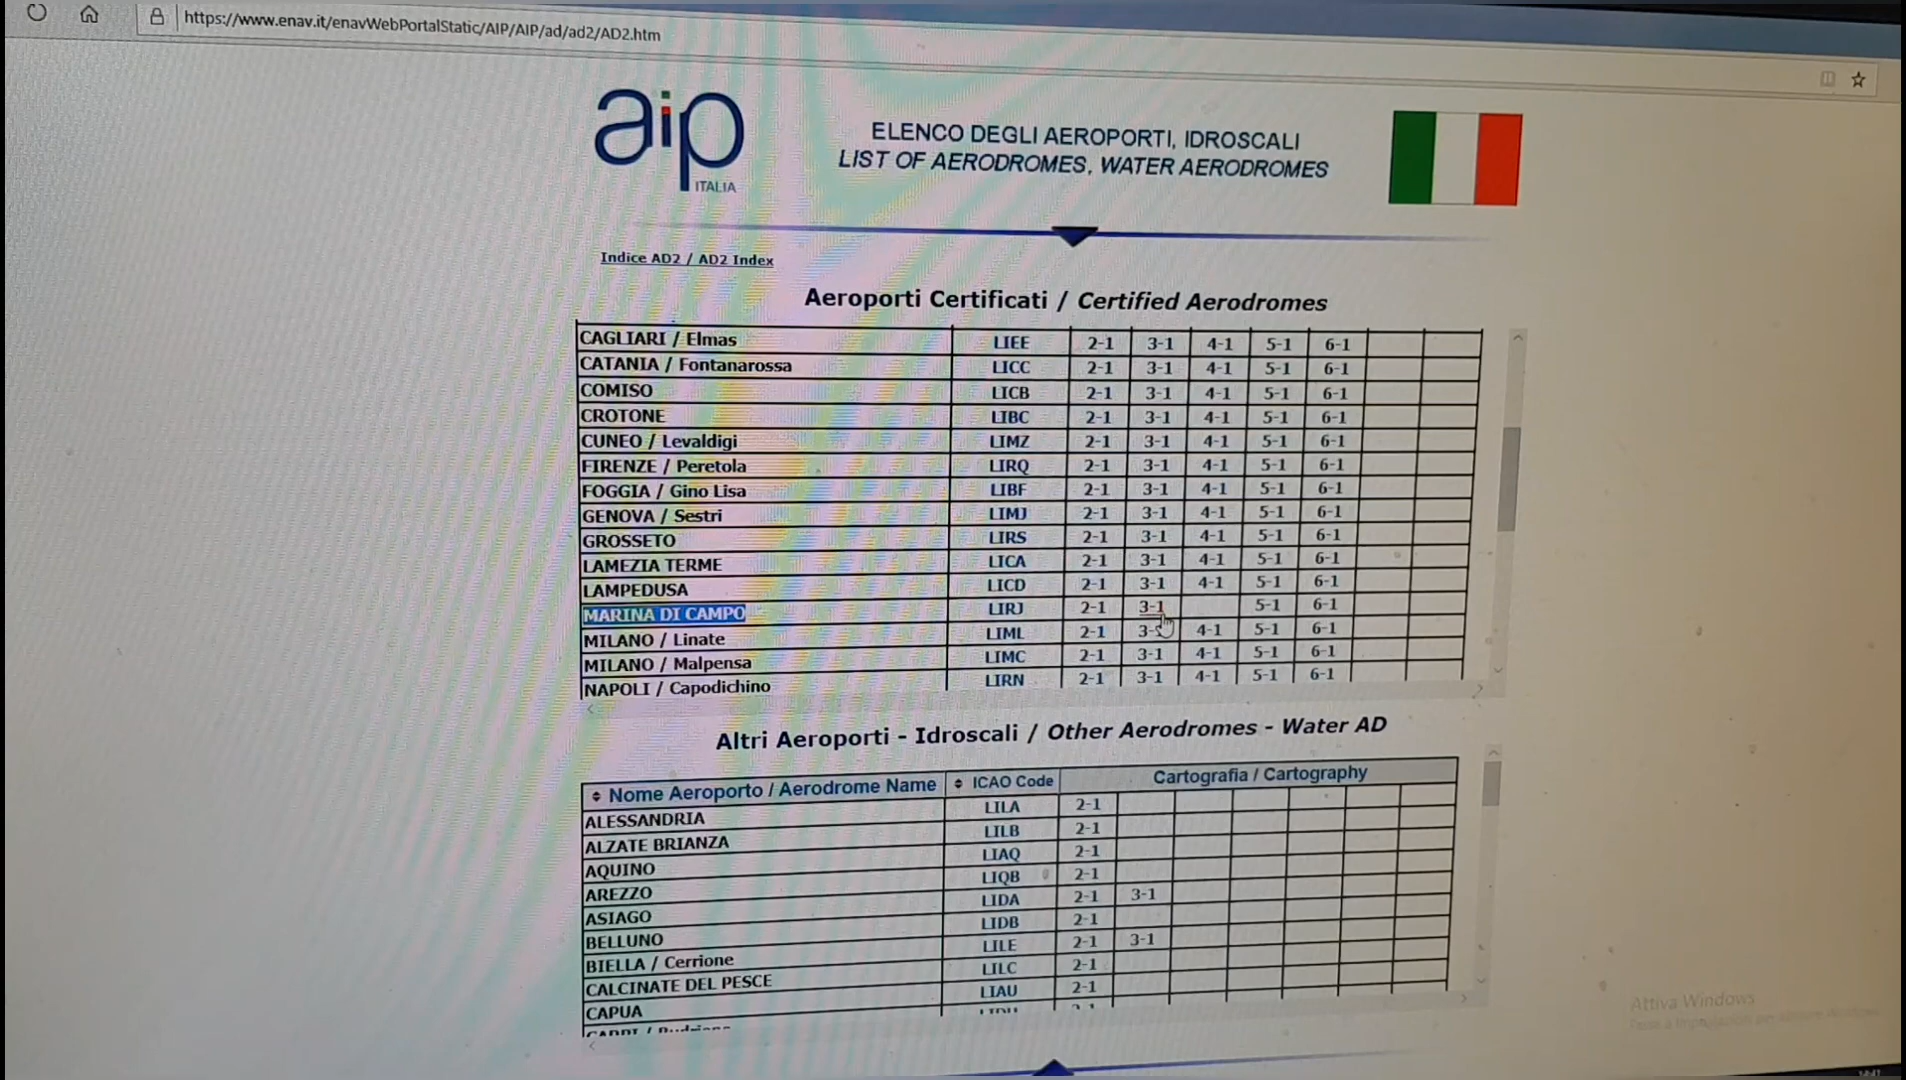 https://www.enav.it/enavWebPortalStatic/AIP/AIP/ad/ad2/AD2.htm
aip
ITALIA
ELENCO DEGLI AEROPORTI, IDROSCALI
LIST OF AERODROMES, WATER AERODROMES
Indice AD2 / AD2 Index
Aeroporti Certificati / Certified Aerodromes
CAGLIARI / Elmas LIEE 2-1 3-1 4-1 5-1 6-1
CATANIA / Fontanarossa LICC 2-1 3-1 4-1 5-1 6-1
COMISO LICB 2-1 3-1 4-1 5-1 6-1
CROTONE LIBC 2-1 3-1 4-1 5-1 6-1
CUNEO / Levaldigi LIMZ 2-1 3-1 4-1 5-1 6-1
FIRENZE / Peretola LIRQ 2-1 3-1 4-1 5-1 6-1
FOGGIA / Gino Lisa LIBF 2-1 3-1 4-1 5-1 6-1
GENOVA / Sestri LIMJ 2-1 3-1 4-1 5-1 6-1
GROSSETO LIRS 2-1 3-1 4-1 5-1 6-1
LAMEZIA TERME LICA 2-1 3-1 4-1 5-1 6-1
LAMPEDUSA LICD 2-1 3-1 4-1 5-1 6-1
MARINA DI CAMPO LIRJ 2-1 3-1 5-1 6-1
MILANO / Linate LIML 2-1 3-1 4-1 5-1 6-1
MILANO / Malpensa LIMC 2-1 3-1 4-1 5-1 6-1
NAPOLI / Capodichino LIRN 2-1 3-1 4-1 5-1 6-1
Altri Aeroporti - Idroscali / Other Aerodromes - Water AD
Nome Aeroporto / Aerodrome Name ICAO Code Cartografia / Cartography
ALESSANDRIA LILA 2-1
ALZATE BRIANZA LILB 2-1
AQUINO LIAQ 2-1
AREZZO LIQB 2-1
ASIAGO LIDA 2-1 3-1
BELLUNO LIDB 2-1
BIELLA / Cerrione LILE 2-1 3-1
CALCINATE DEL PESCE LILC 2-1
CAPUA LIAU 2-1
Attiva Windows